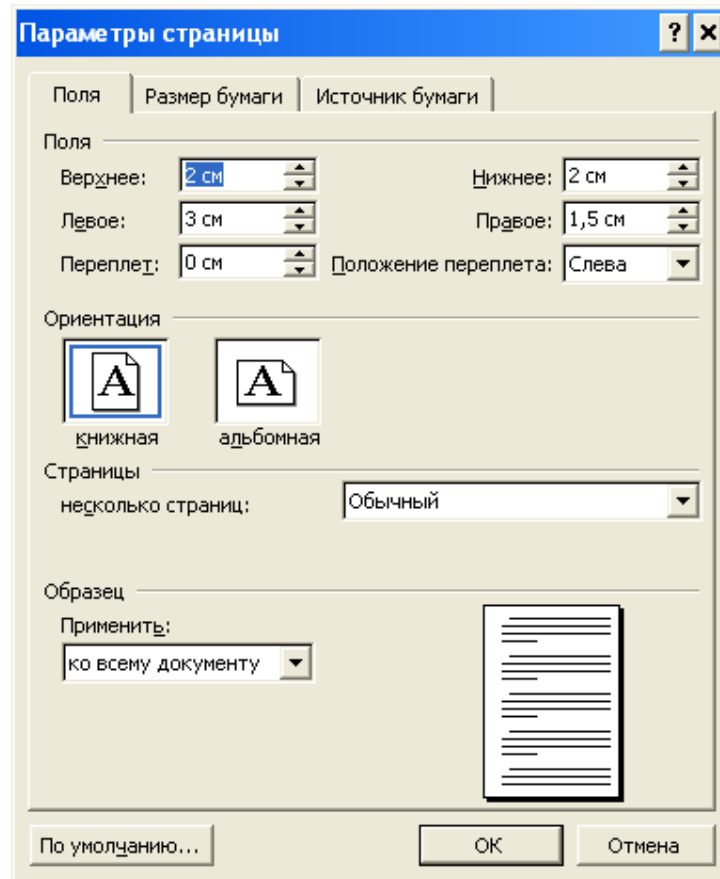 Параметры страницы
Поля Размер бумаги Источник бумаги
Поля
Верхнее: 2 см Нижнее: 2 см
Левое: 3 см Правое: 1,5 см
Переплет: 0 см Положение переплета: Слева
Ориентация
A A
книжная альбомная
Страницы
несколько страниц: Обычный
Образец
Применить:
ко всему документу
По умолчанию... ОК Отмена